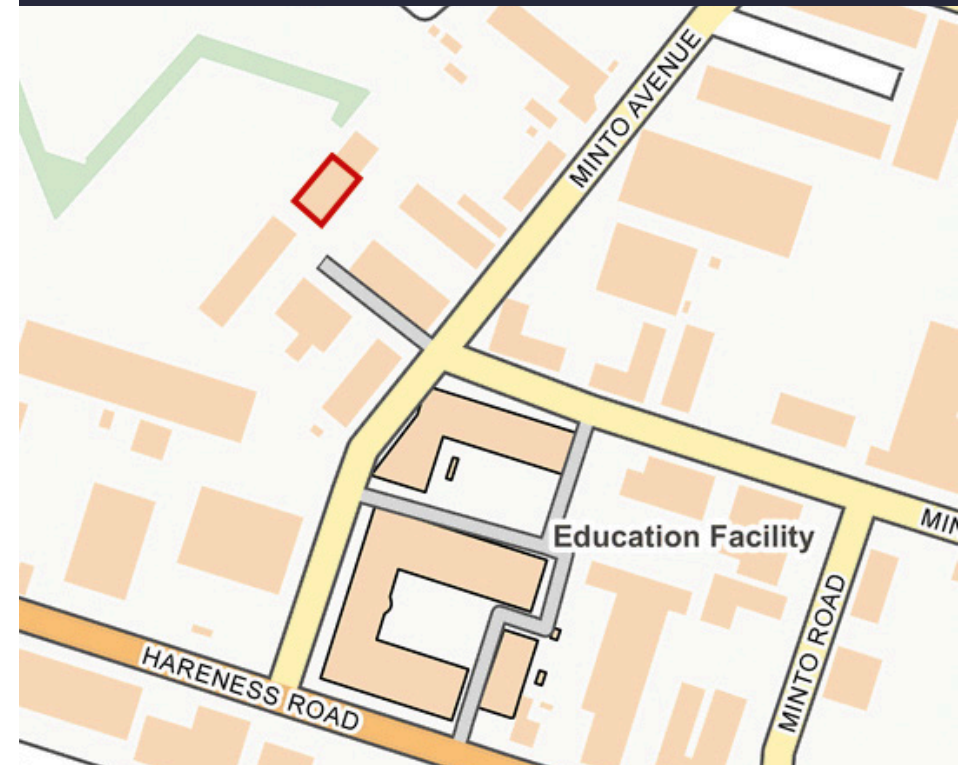 MINTO AVENUE
Education Facility
MIN
MINTO ROAD
HARENESS ROAD